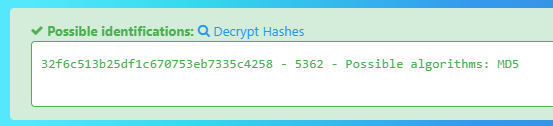 Possible identifications: Decrypt Hashes
32f6c513b25df1c670753eb7335c4258 - 5362 - Possible algorithms: MD5